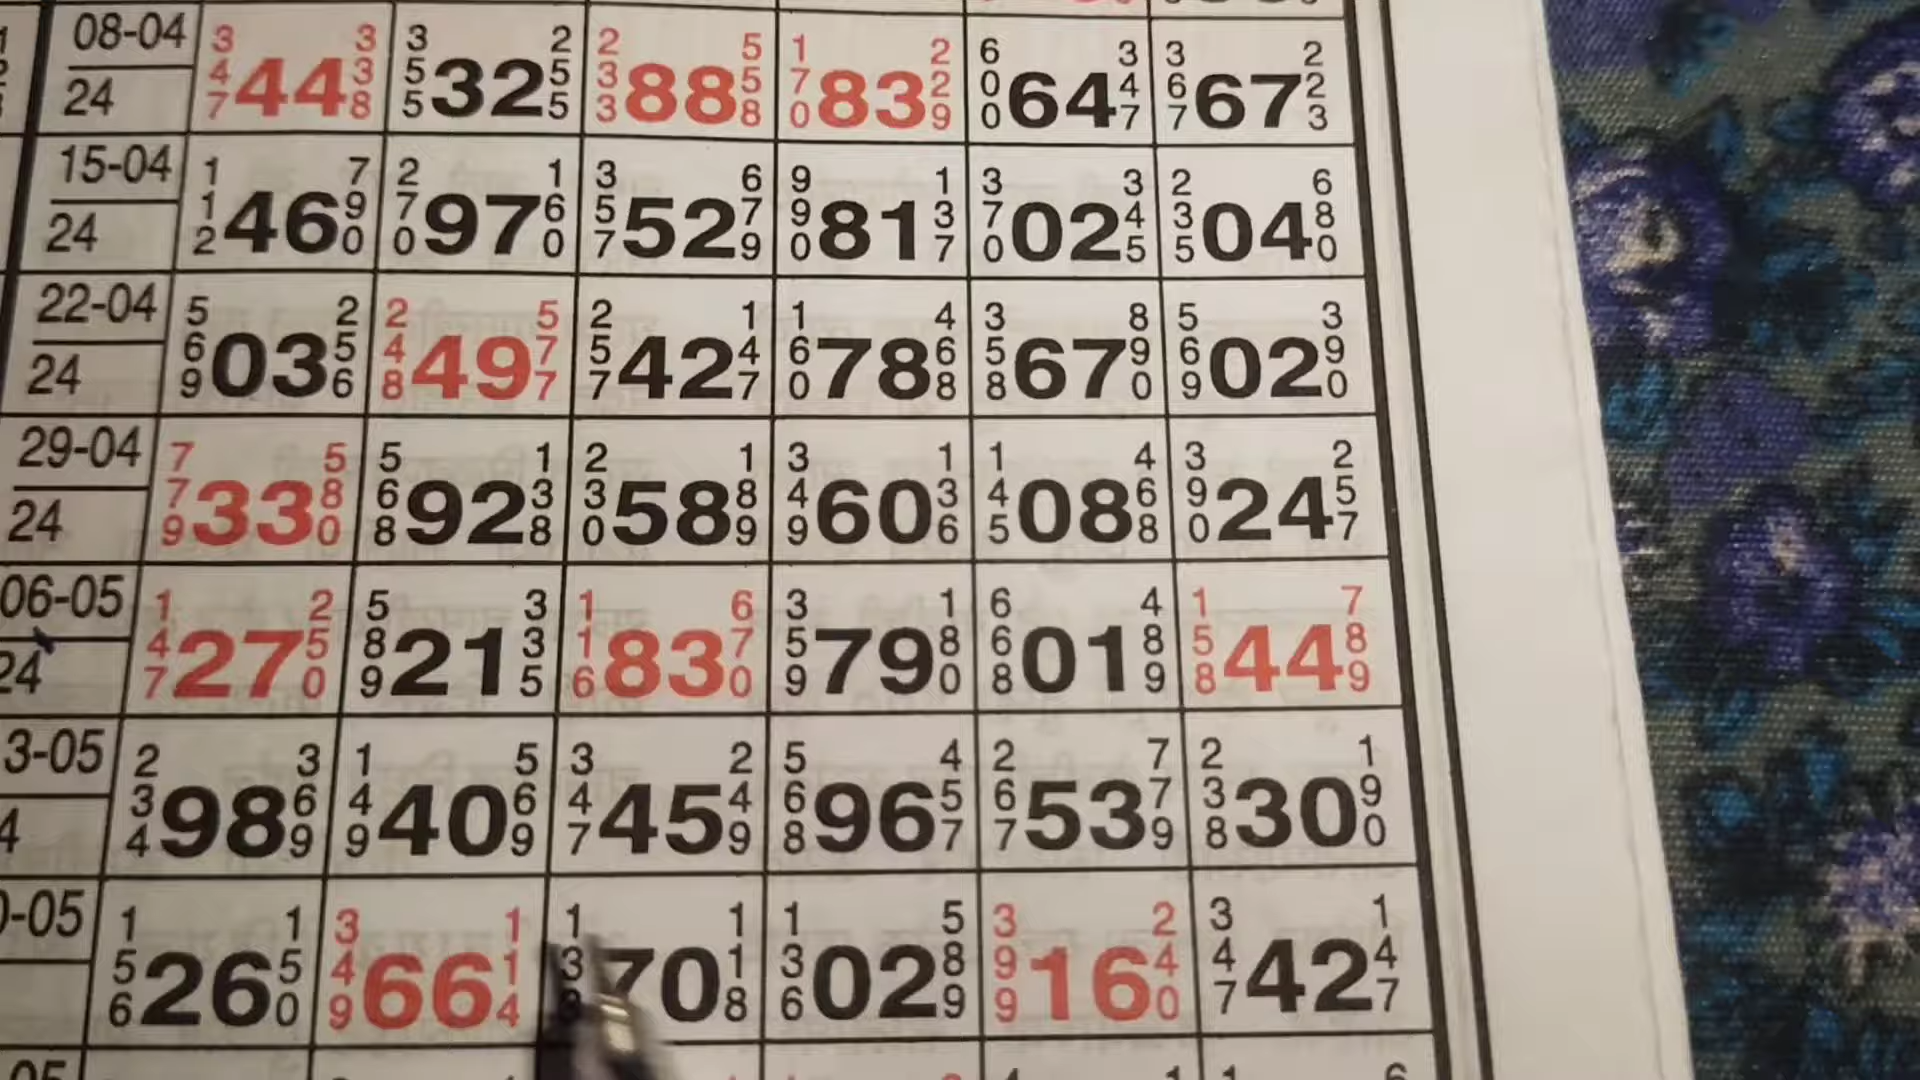 08-04 3 3 3 2 2 5 1 2 6 3 3 2
4 44 3 5 32 5 3 88 5 7 83 2 0 64 4 6 67 2
24 7 8 5 5 3 8 0 9 0 7 7 3
15-04 1 7 2 1 3 6 9 1 3 3 2 6
1 46 9 7 97 6 5 52 7 9 81 3 7 02 4 3 04 8
24 2 0 0 0 7 9 0 7 0 5 5 0
22-04 5 2 2 5 2 1 1 4 3 8 5 3
6 03 5 4 49 7 5 42 4 6 78 6 5 67 9 6 02 9
24 9 6 8 7 7 7 0 8 8 0 9 0
29-04 7 5 5 1 2 1 3 1 1 4 3 2
7 33 8 6 92 3 3 58 8 4 60 3 4 08 6 9 24 5
24 9 0 8 8 0 9 9 6 5 8 0 7
06-05 1 2 5 3 1 6 3 1 6 4 1 7
4 27 5 8 21 3 1 83 7 5 79 8 6 01 8 5 44 8
24 7 0 9 5 6 0 9 0 8 9 8 9
3-05 2 3 1 5 3 2 5 4 2 7 2 1
3 98 6 4 40 6 4 45 4 6 96 5 6 53 7 3 30 9
4 4 9 9 9 7 9 8 7 7 9 8 0
0-05 1 1 3 1 1 1 1 5 3 2 3 1
5 26 5 4 66 1 3 70 1 3 02 8 9 16 4 4 42 4
6 0 9 4 8 8 6 9 9 0 7 7
05